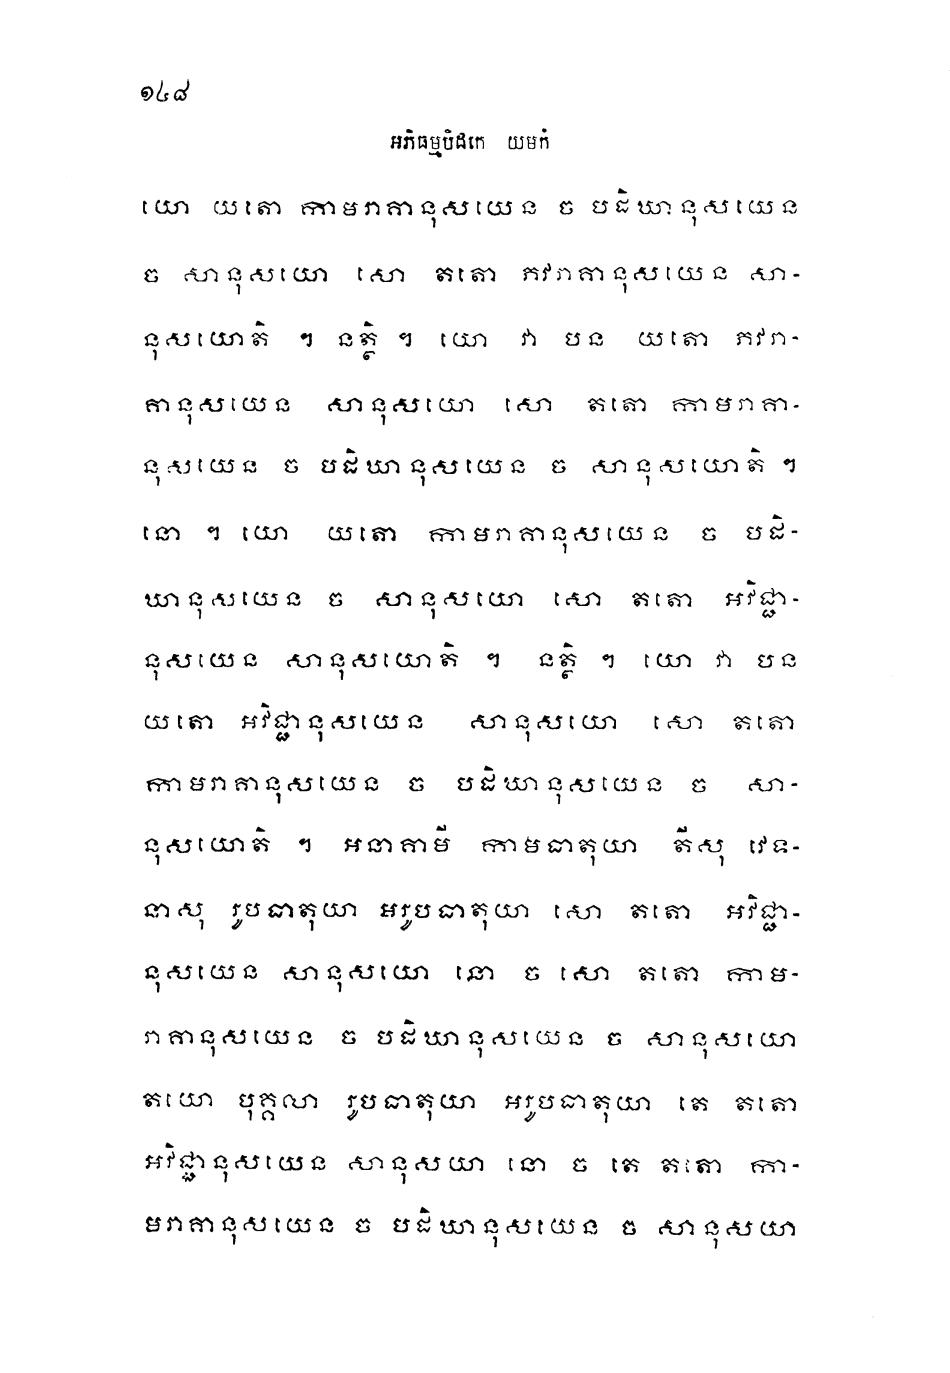 ១៤៨
អភិធម្មបិដកេ យមកំ
យោ យតោ កាមរាគានុសយេន ច បដិឃានុសយេន
ច សានុសយោ សោ តតោ ភវរាគានុសយេន សា-
នុសយោតិ ។ នត្ថិ ។ យោ វា បន យតោ ភវរា-
គានុសយេន សានុសយោ សោ តតោ កាមរាគា-
នុសយេន ច បដិឃានុសយេន ច សានុសយោតិ ។
នោ ។ យោ យតោ កាមរាគានុសយេន ច បដិ-
ឃានុសយេន ច សានុសយោ សោ តតោ អវិជ្ជា-
នុសយេន សានុសយោតិ ។ នត្ថិ ។ យោ វា បន
យតោ អវិជ្ជានុសយេន សានុសយោ សោ តតោ
កាមរាគានុសយេន ច បដិឃានុសយេន ច សា-
នុសយោតិ ។ អនាគាមី កាមធាតុយា តីសុ វេទ-
នាសុ រូបធាតុយា អរូបធាតុយា សោ តតោ អវិជ្ជា-
នុសយេន សានុសយោ នោ ច សោ តតោ កាម-
រាគានុសយេន ច បដិឃានុសយេន ច សានុសយោ
តយោ បុគ្គលា រូបធាតុយា អរូបធាតុយា តេ តតោ
អវិជ្ជានុសយេន សានុសយា នោ ច តេ តតោ កា-
មរាគានុសយេន ច បដិឃានុសយេន ច សានុសយា